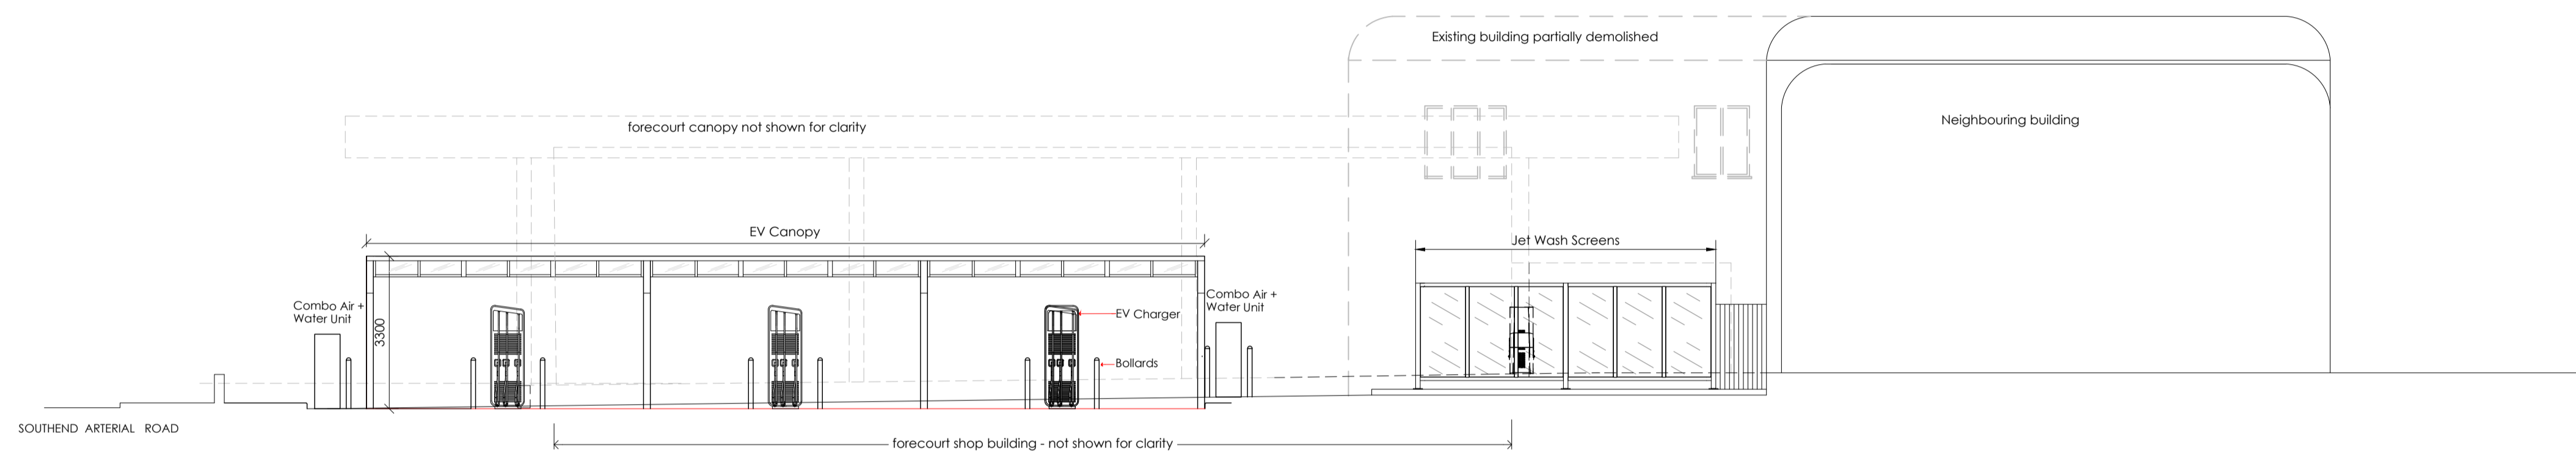 Existing building partially demolished
Neighbouring building
forecourt canopy not shown for clarity
EV Canopy
Jet Wash Screens
Combo Air +
Water Unit
3300
EV Charger
Bollards
Combo Air +
Water Unit
SOUTHEND ARTERIAL ROAD
forecourt shop building - not shown for clarity